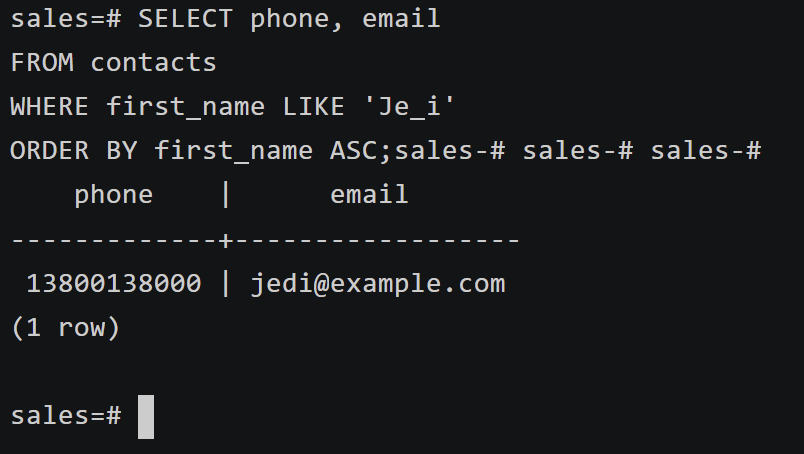 sales=# SELECT phone, email
FROM contacts
WHERE first_name LIKE 'Je_i'
ORDER BY first_name ASC;sales-# sales-# sales-#
    phone    |      email
-------------+------------------
 13800138000 | jedi@example.com
(1 row)
sales=#